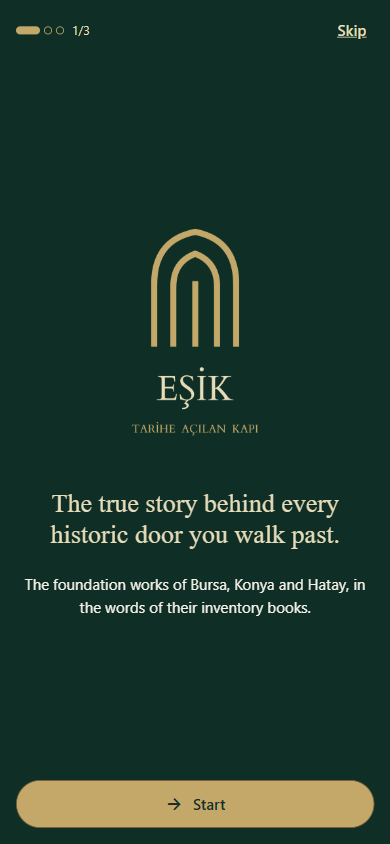 1/3
Skip
EŞİK
TARİHE AÇILAN KAPI
The true story behind every
historic door you walk past.
The foundation works of Bursa, Konya and Hatay, in
the words of their inventory books.
Start